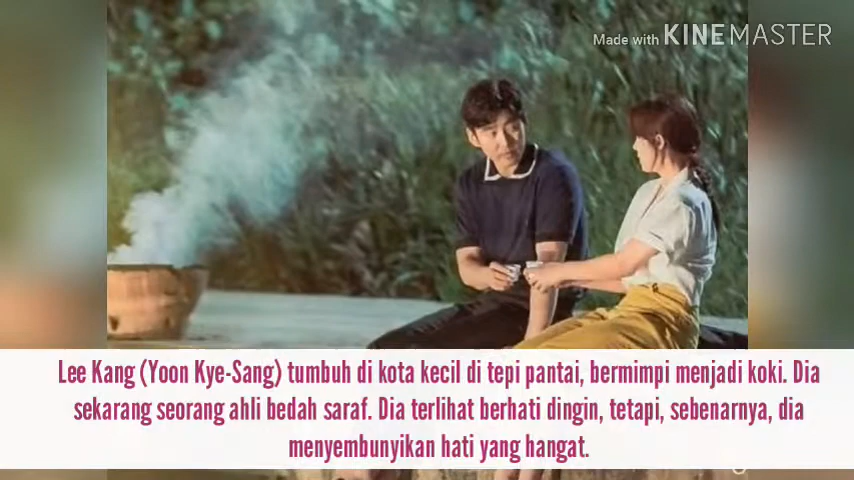 Made with KINEMASTER
Lee Kang (Yoon Kye-Sang) tumbuh di kota kecil di tepi pantai, bermimpi menjadi koki. Dia
sekarang seorang ahli bedah saraf. Dia terlihat berhati dingin, tetapi, sebenarnya, dia
menyembunyikan hati yang hangat.